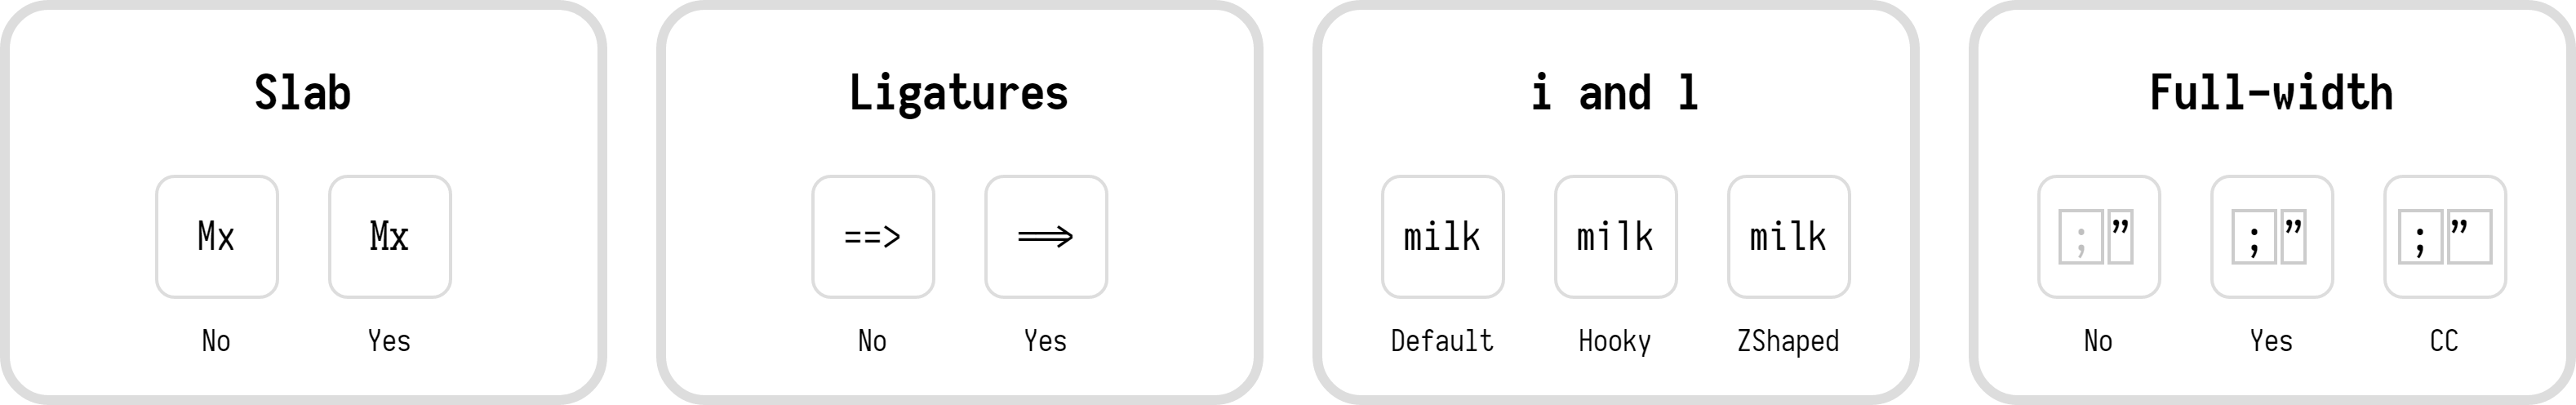 Slab
Mx Mx
No Yes
Ligatures
==> ⟹
No Yes
i and l
milk milk milk
Default Hooky ZShaped
Full-width
;” ;” ;”
No Yes CC